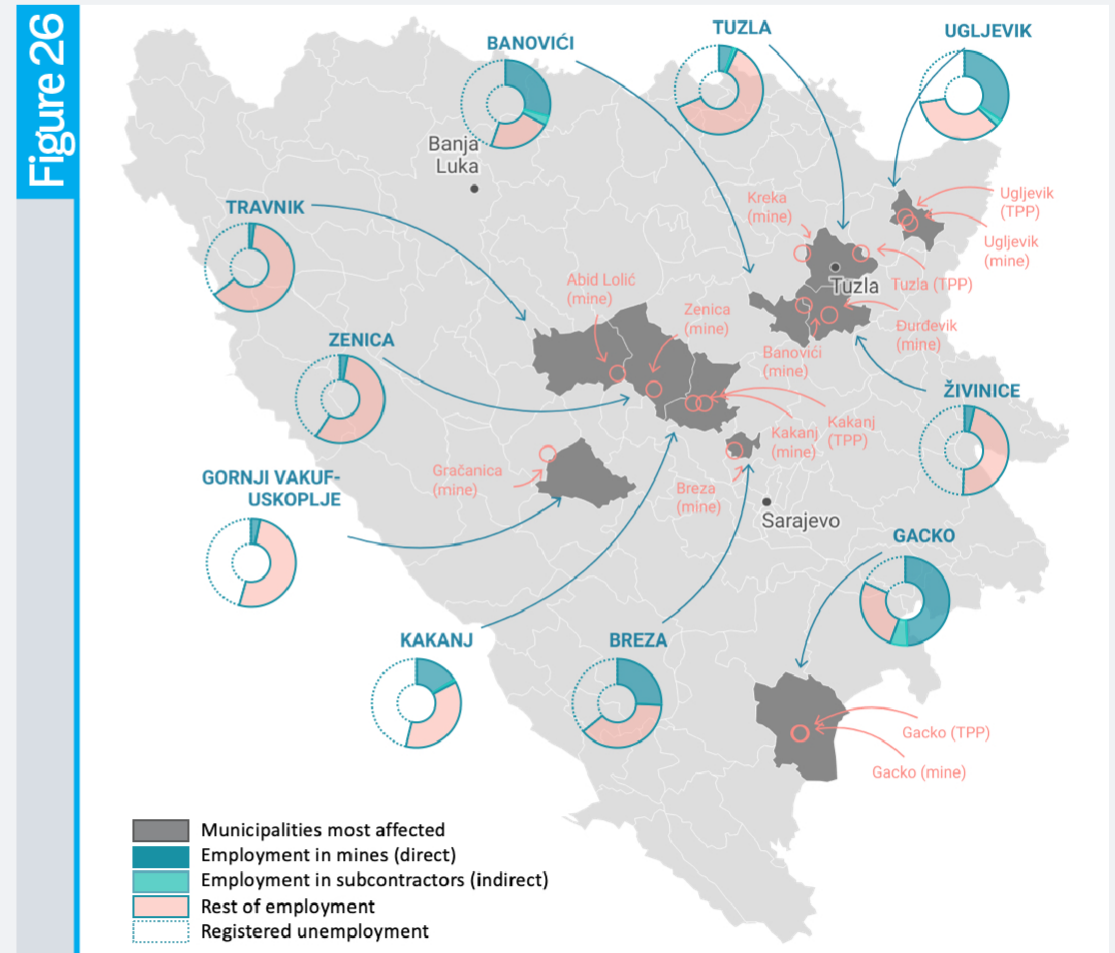 Figure 26
BANOVIĆI
TUZLA
UGLJEVIK
Banja
Luka
TRAVNIK
Kreka
(mine)
Ugljevik
(TPP)
Ugljevik
(mine)
Abid Lolić
(mine)
Tuzla
Tuzla (TPP)
Zenica
(mine)
Đurđevik
(mine)
ZENICA
Banovići
(mine)
ŽIVINICE
Kakanj
(TPP)
Kakanj
(mine)
GORNJI VAKUF-
USKOPLJE
Gračanica
(mine)
Breza
(mine)
Sarajevo
GACKO
KAKANJ
BREZA
Gacko (TPP)
Gacko (mine)
Municipalities most affected
Employment in mines (direct)
Employment in subcontractors (indirect)
Rest of employment
Registered unemployment